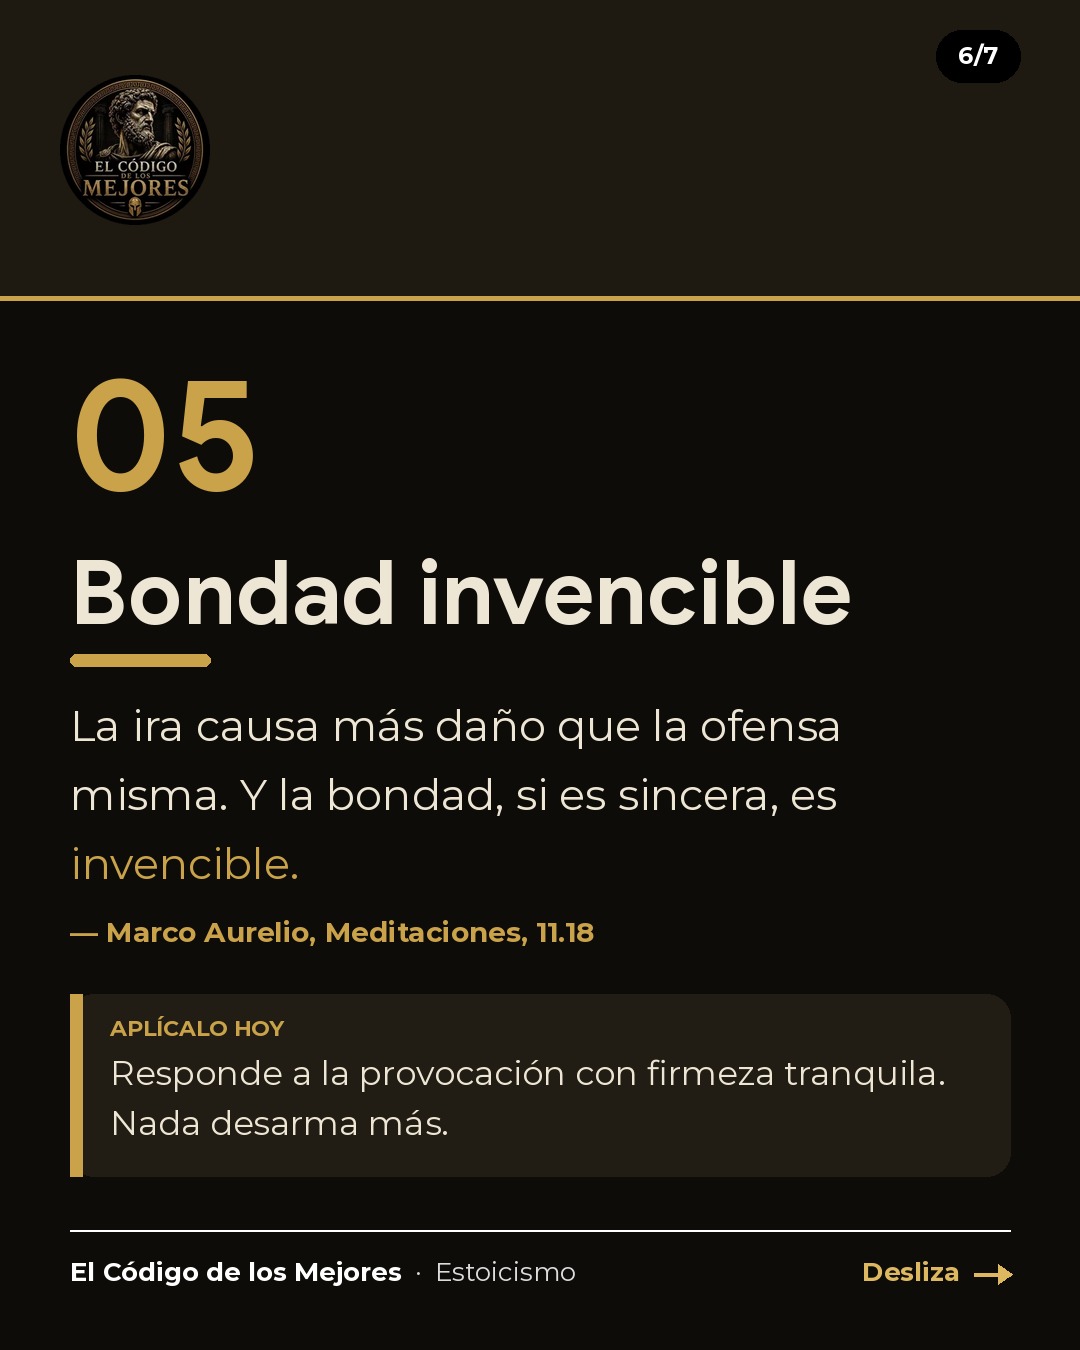 6/7
EL CÓDIGO
DE LOS
MEJORES
05
Bondad invencible
La ira causa más daño que la ofensa
misma. Y la bondad, si es sincera, es
invencible.
— Marco Aurelio, Meditaciones, 11.18
APLÍCALO HOY
Responde a la provocación con firmeza tranquila.
Nada desarma más.
El Código de los Mejores · Estoicismo
Desliza